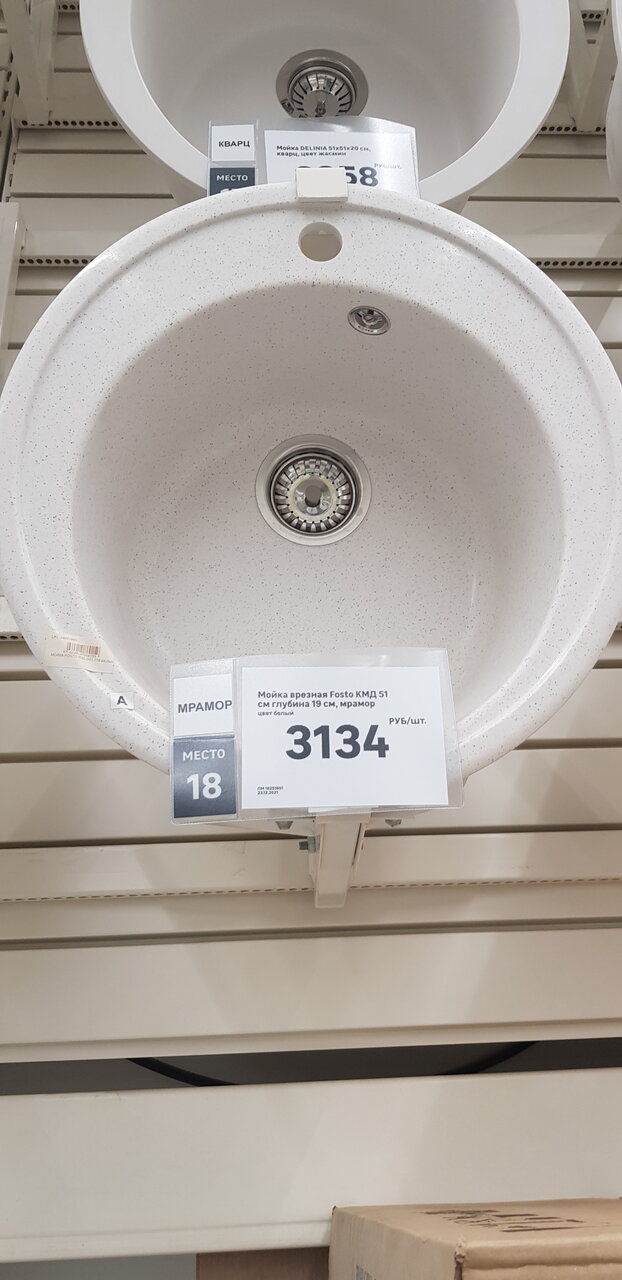 КВАРЦ
МЕСТО
Мойка DELINIA 51x51x20 см,
кварц, цвет жасмин
РУБ/шт.
58
A
МРАМОР
МЕСТО
18
Мойка врезная Fosto КМД 51
см глубина 19 см, мрамор
цвет белый
РУБ/шт.
3134